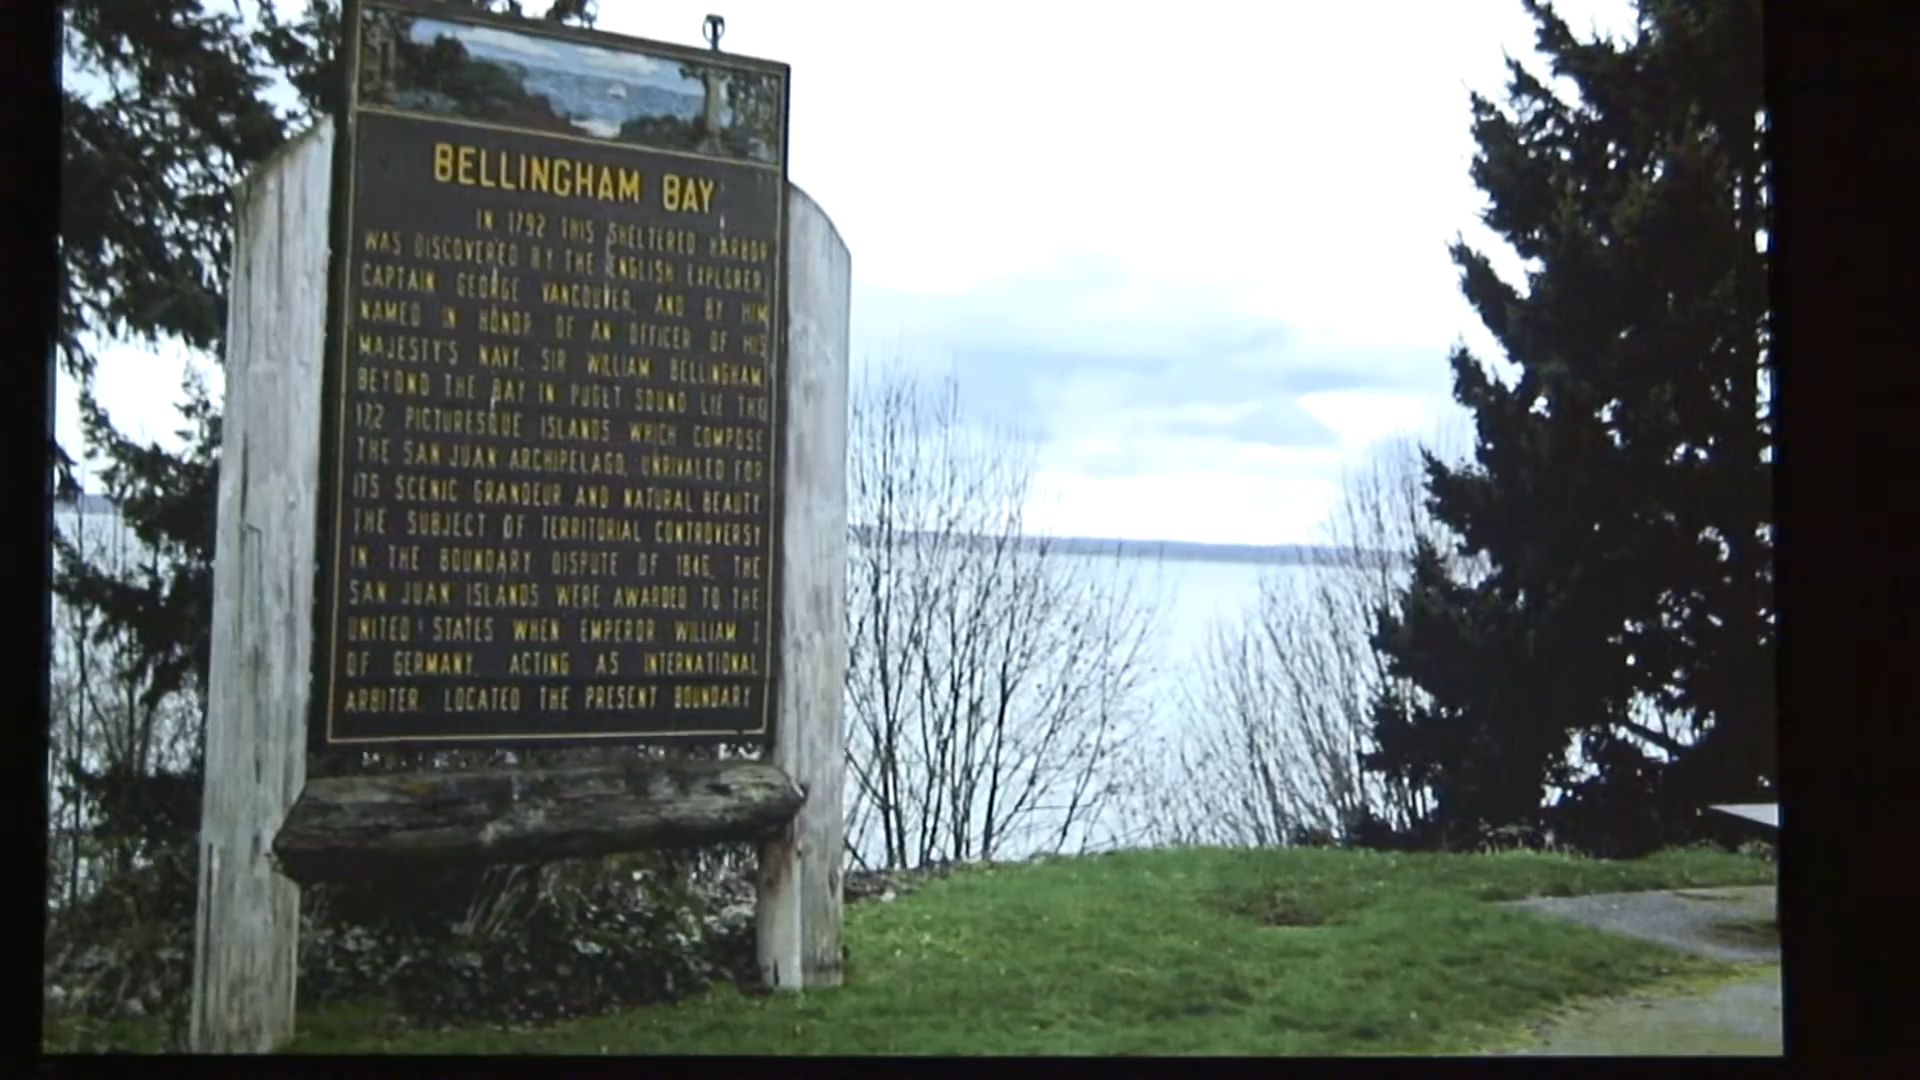 BELLINGHAM BAY
IN 1792 THIS SHELTERED HARBOR
WAS DISCOVERED BY THE ENGLISH EXPLORER,
CAPTAIN GEORGE VANCOUVER, AND BY HIM
NAMED IN HONOR OF AN OFFICER OF HIS
MAJESTY'S NAVY, SIR WILLIAM BELLINGHAM.
BEYOND THE BAY IN PUGET SOUND LIE THE
172 PICTURESQUE ISLANDS WHICH COMPOSE
THE SAN JUAN ARCHIPELAGO, UNRIVALED FOR
ITS SCENIC GRANDEUR AND NATURAL BEAUTY
THE SUBJECT OF TERRITORIAL CONTROVERSY
IN THE BOUNDARY DISPUTE OF 1846, THE
SAN JUAN ISLANDS WERE AWARDED TO THE
UNITED STATES WHEN EMPEROR WILLIAM I
OF GERMANY, ACTING AS INTERNATIONAL
ARBITER, LOCATED THE PRESENT BOUNDARY